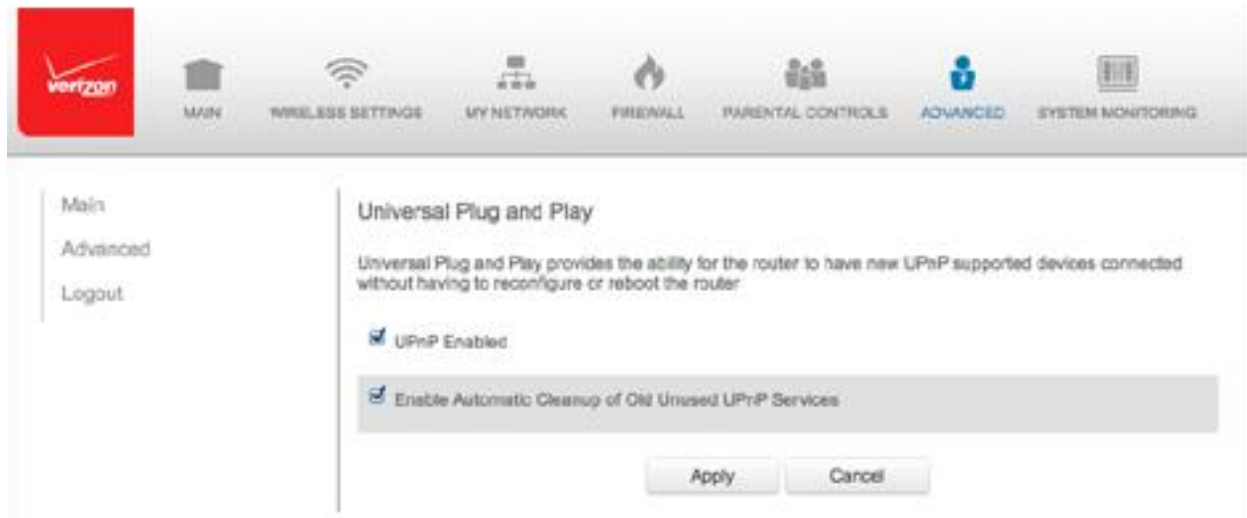 verizon
MAIN
WIRELESS SETTINGS
MY NETWORK
FIREWALL
PARENTAL CONTROLS
ADVANCED
SYSTEM MONITORING
Main
Advanced
Logout
Universal Plug and Play
Universal Plug and Play provides the ability for the router to have new UPnP supported devices connected
without having to reconfigure or reboot the router
UPnP Enabled
Enable Automatic Cleanup of Old Unused UPnP Services
Apply
Cancel